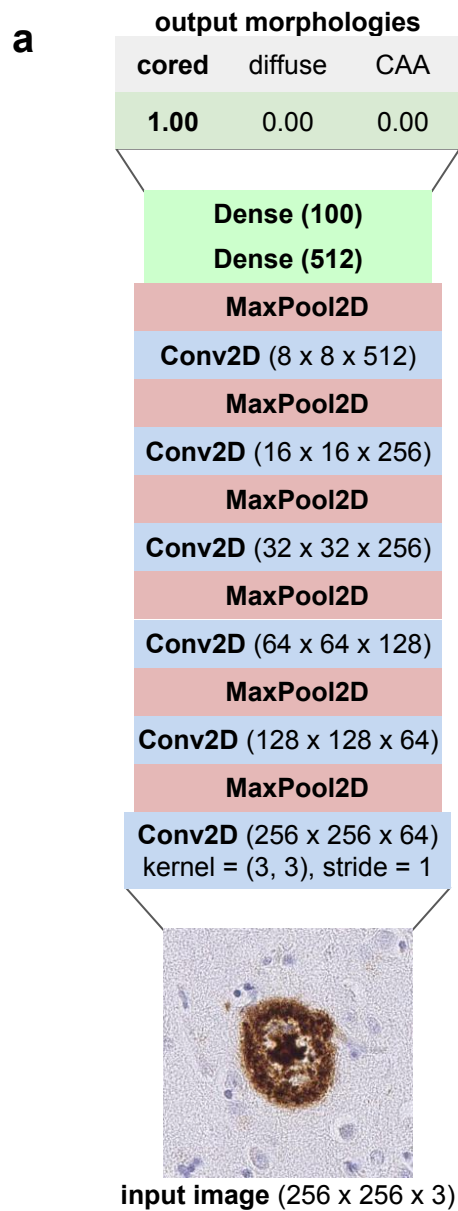 a
output morphologies
cored diffuse CAA
1.00 0.00 0.00
Dense (100)
Dense (512)
MaxPool2D
Conv2D (8 x 8 x 512)
MaxPool2D
Conv2D (16 x 16 x 256)
MaxPool2D
Conv2D (32 x 32 x 256)
MaxPool2D
Conv2D (64 x 64 x 128)
MaxPool2D
Conv2D (128 x 128 x 64)
MaxPool2D
Conv2D (256 x 256 x 64)
kernel = (3, 3), stride = 1
input image (256 x 256 x 3)